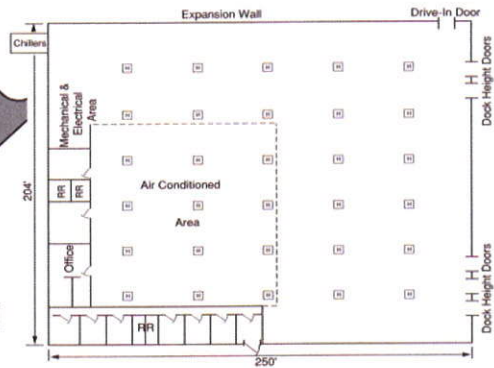 Expansion Wall
Drive-In Door
Chillers
Dock Height Doors
Mechanical &
Electrical
Area
204'
RR
RR
Air Conditioned
Area
Office
Dock Height Doors
RR
250'